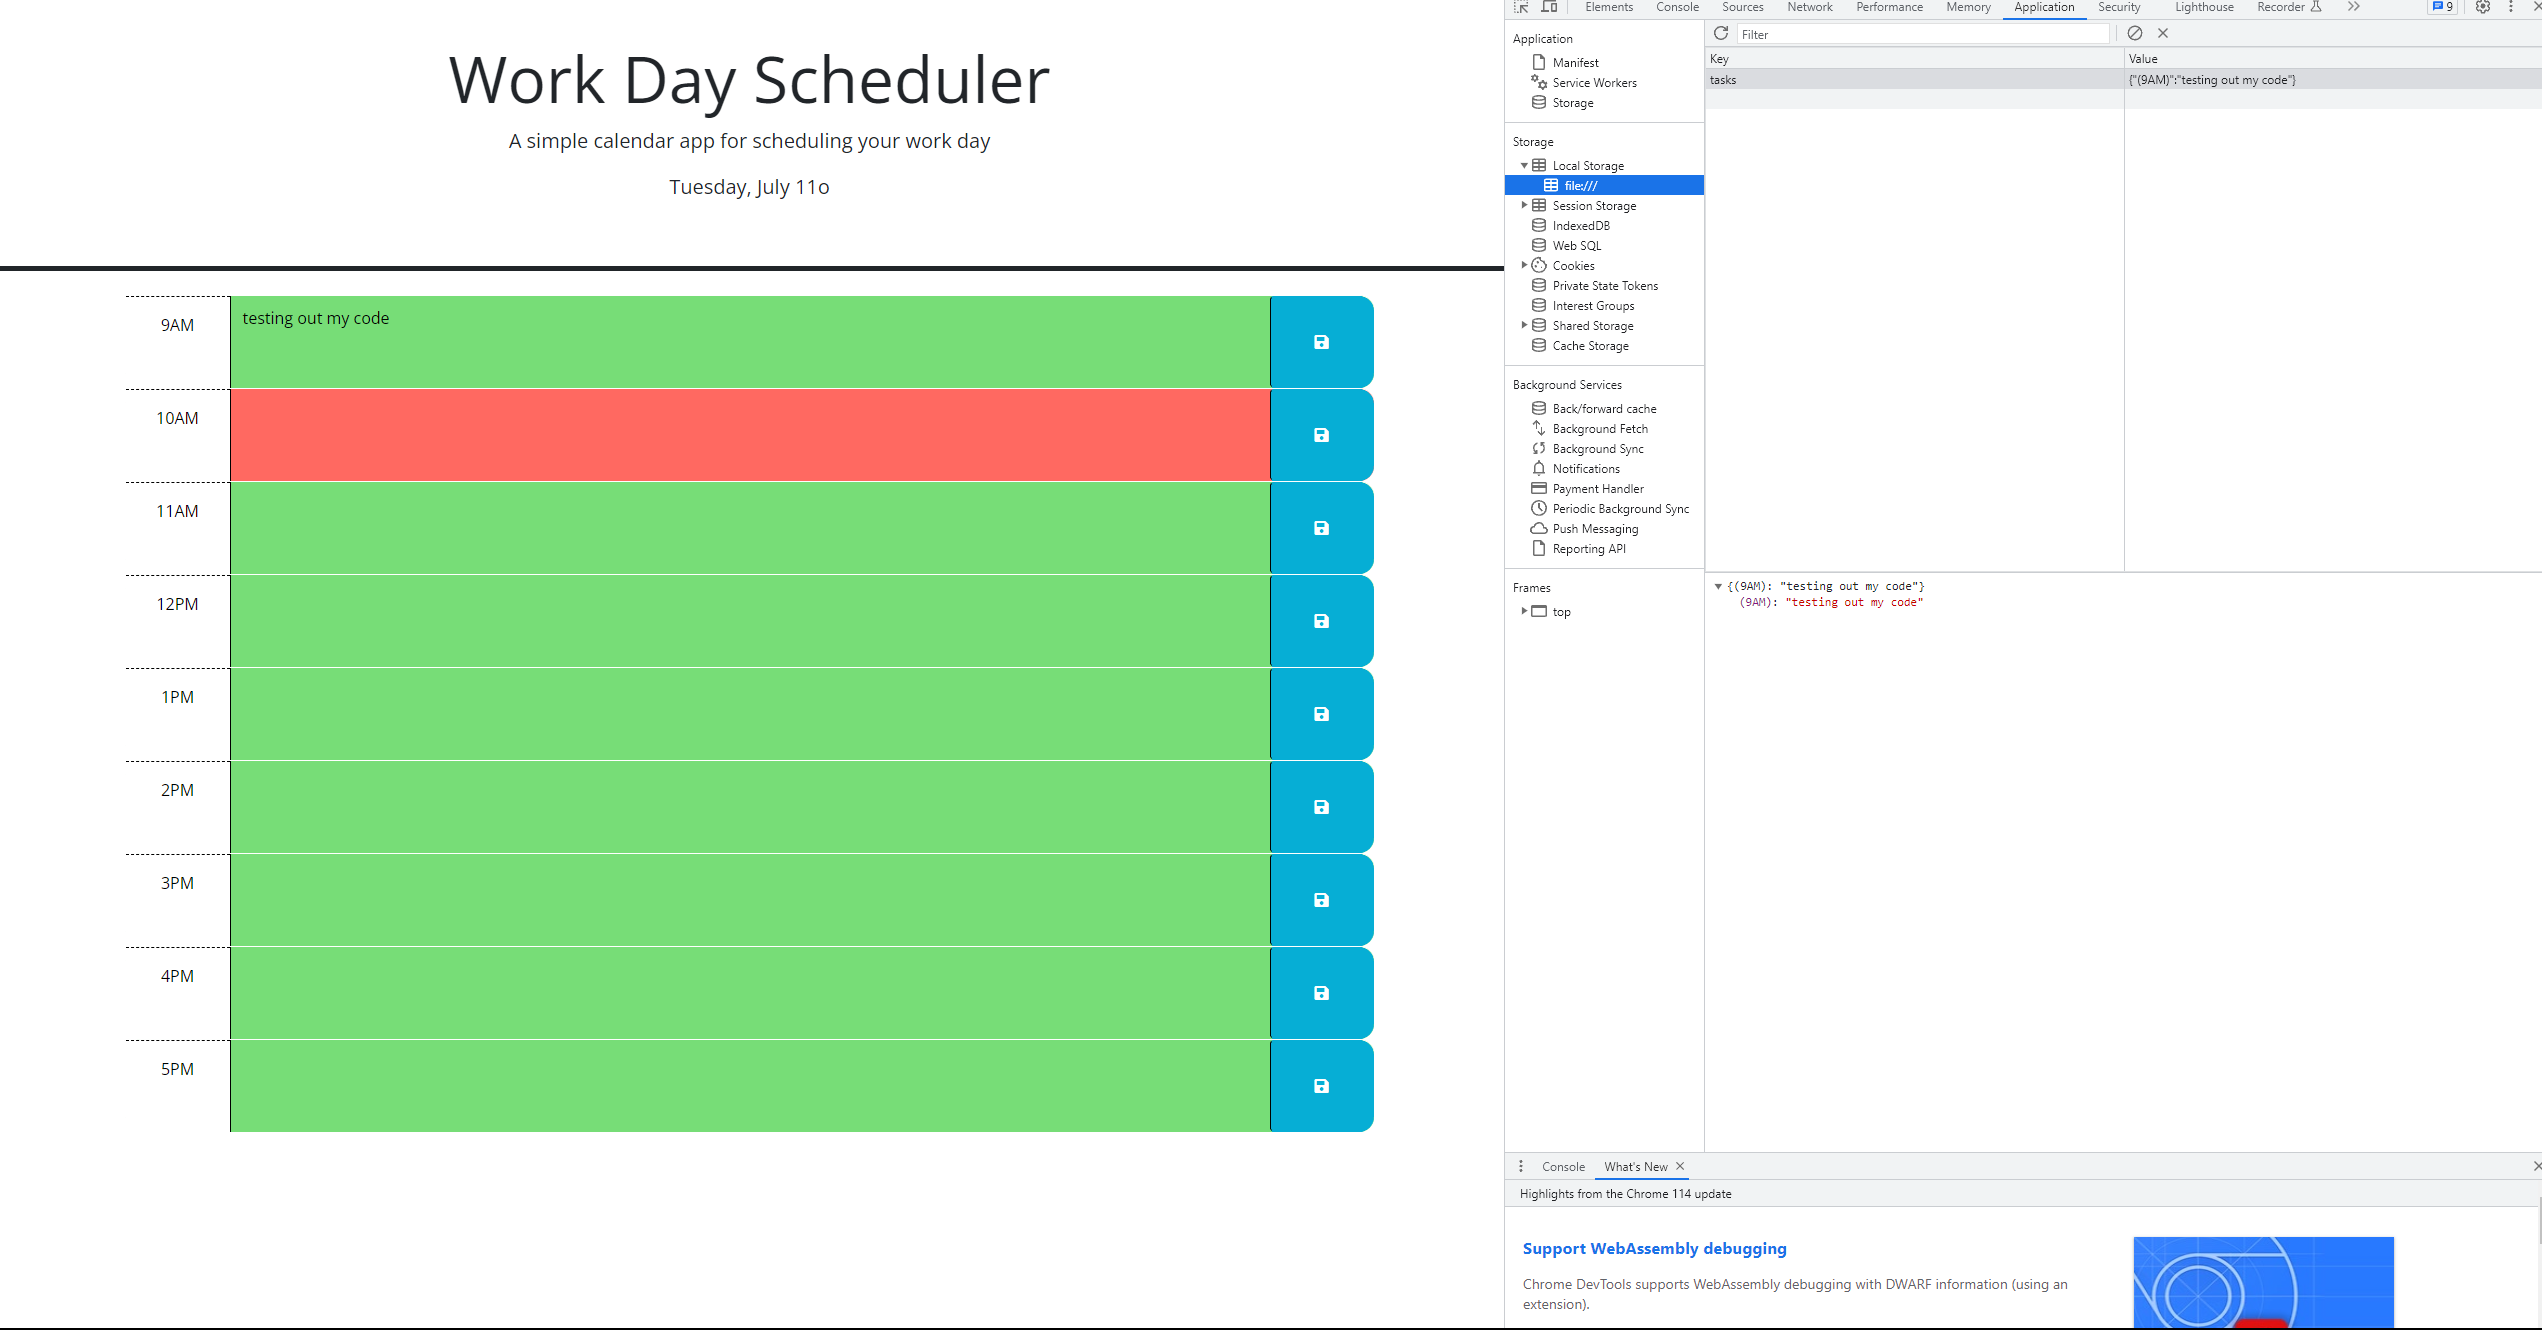 Work Day Scheduler
A simple calendar app for scheduling your work day
Tuesday, July 11o
9AM
testing out my code
10AM
11AM
12PM
1PM
2PM
3PM
4PM
5PM
Elements
Console
Sources
Network
Performance
Memory
Application
Security
Lighthouse
Recorder
9
Application
Manifest
Service Workers
Storage
Storage
Local Storage
file:///
Session Storage
IndexedDB
Web SQL
Cookies
Private State Tokens
Interest Groups
Shared Storage
Cache Storage
Background Services
Back/forward cache
Background Fetch
Background Sync
Notifications
Payment Handler
Periodic Background Sync
Push Messaging
Reporting API
Frames
top
Filter
Key
Value
tasks
{"(9AM)":"testing out my code"}
{(9AM): "testing out my code"}
(9AM): "testing out my code"
Console
What's New
Highlights from the Chrome 114 update
Support WebAssembly debugging
Chrome DevTools supports WebAssembly debugging with DWARF information (using an
extension).